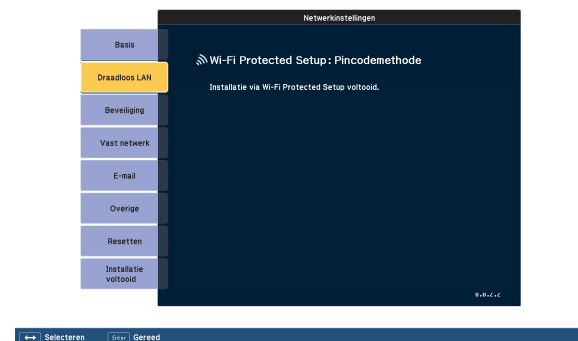 Netwerkinstellingen
Basis
Draadloos LAN
Beveiliging
Vast netwerk
E-mail
Overige
Resetten
Installatie
voltooid
Wi-Fi Protected Setup: Pincodemethode
Installatie via Wi-Fi Protected Setup voltooid.
Selecteren
Enter Gereed